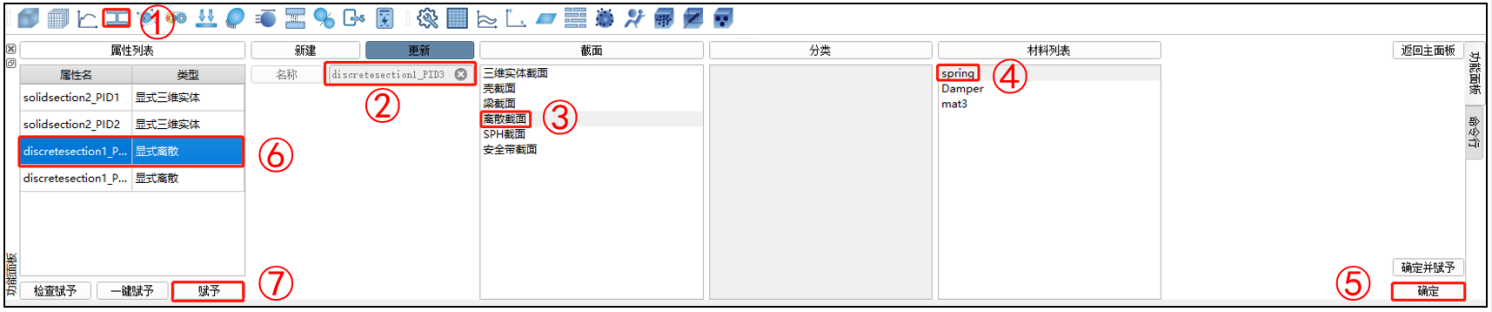 ①
属性列表 新建 更新 截面 分类 材料列表 返回主面板
属性名 类型 名称 discretesection1_PID3
solidsection2_PID1 显式三维实体
solidsection2_PID2 显式三维实体
discretesection1_P... 显式离散
discretesection1_P... 显式离散
②
三维实体截面
壳截面
梁截面
离散截面
SPH截面
安全带截面
③
spring
Damper
mat3
④
功能面板
命令行
⑥
功能面板
检查赋予 一键赋予 赋予
⑦
确定并赋予
⑤ 确定